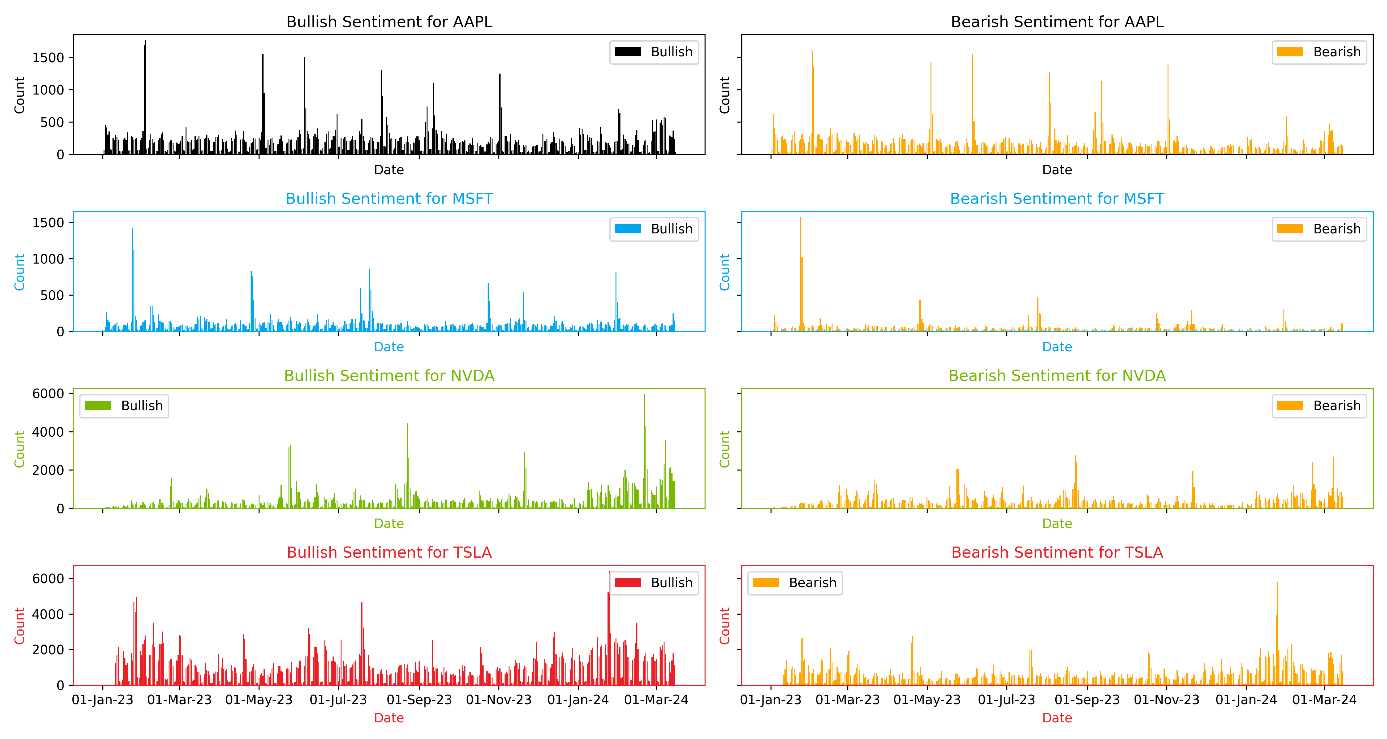 Bullish Sentiment for AAPL
Bearish Sentiment for AAPL
1500
1000
500
0
Count
Bullish
Date
Count
Bearish
Date
Bullish Sentiment for MSFT
Bearish Sentiment for MSFT
1500
1000
500
0
Count
Bullish
Date
Count
Bearish
Date
Bullish Sentiment for NVDA
Bearish Sentiment for NVDA
6000
4000
2000
0
Count
Bullish
Date
Count
Bearish
Date
Bullish Sentiment for TSLA
Bearish Sentiment for TSLA
6000
4000
2000
0
Count
Bullish
01-Jan-23 01-Mar-23 01-May-23 01-Jul-23 01-Sep-23 01-Nov-23 01-Jan-24 01-Mar-24
Date
Count
Bearish
01-Jan-23 01-Mar-23 01-May-23 01-Jul-23 01-Sep-23 01-Nov-23 01-Jan-24 01-Mar-24
Date